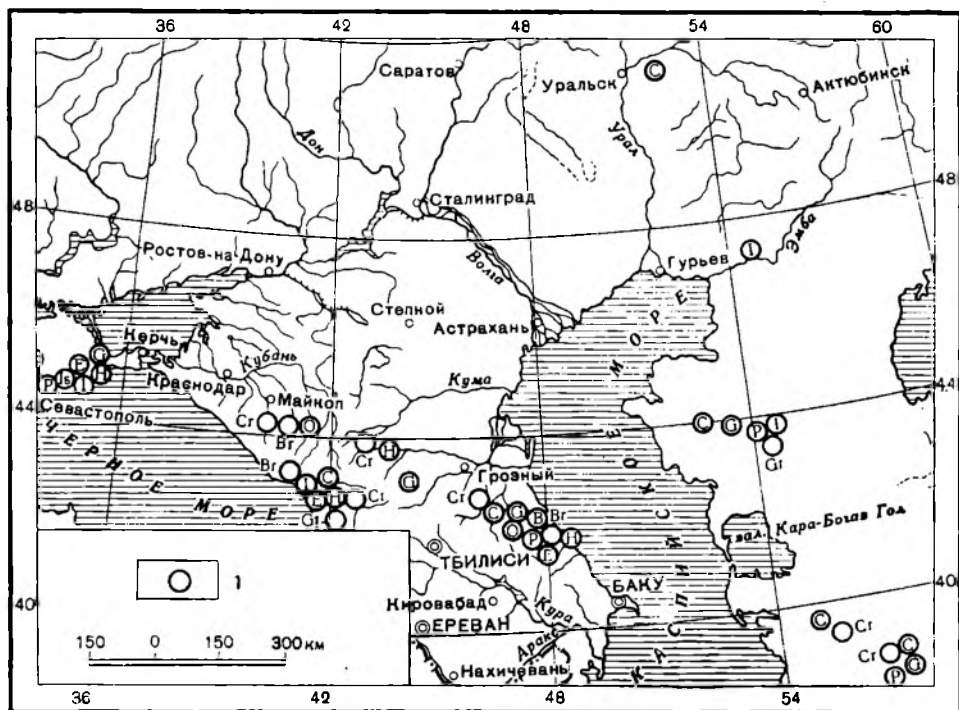 36
42
48
54
60
Саратов
Уральск
C
Актюбинск
Дон
Урал
48
48
Сталинград
Волга
Эмба
Ростов-на Дону
Гурьев
I
Степной
Астрахань
МОРЕ
Керчь
Кубань
G
Краснодар
Кума
P
I
Майкоп
44
44
Севастополь
Cr
Br
O
C
G
P
I
Cr
H
Gr
ЧЕРНОЕ МОРЕ
Br
I
C
G
Грозный
E
H
Cr
Cr
C
G
B
Br
O
P
H
E
зал. Кара-Богаз Гол
ТБИЛИСИ
40
40
1
Кировабад
Кура
БАКУ
КАСПИЙСКОЕ
C
Cr
ЕРЕВАН
Аракс
Cr
C
G
P
150
0
150
300 км
Нахичевань
36
42
48
54